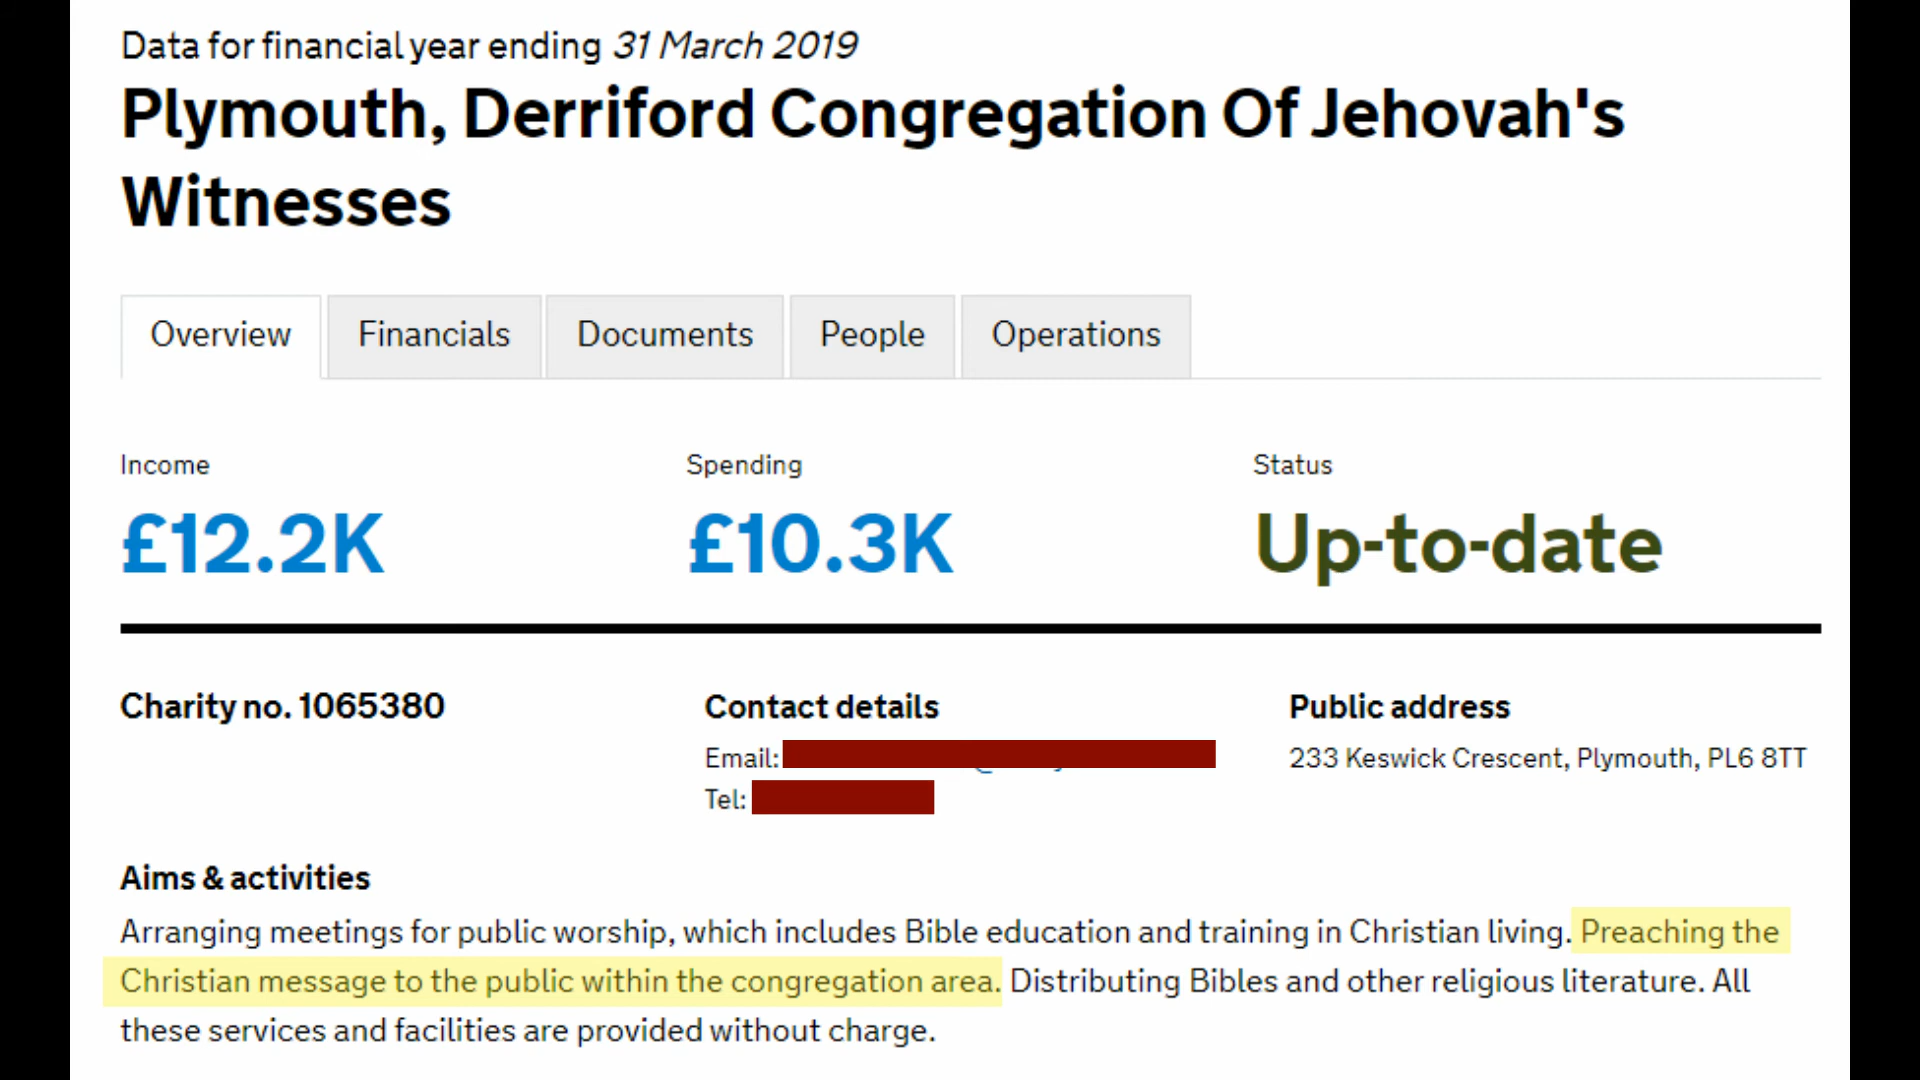 Data for financial year ending 31 March 2019
Plymouth, Derriford Congregation Of Jehovah's
Witnesses
Overview
Financials
Documents
People
Operations
Income
Spending
Status
£12.2K
£10.3K
Up-to-date
Charity no. 1065380
Contact details
Email:
Tel:
Public address
233 Keswick Crescent, Plymouth, PL6 8TT
Aims & activities
Arranging meetings for public worship, which includes Bible education and training in Christian living. Preaching the
Christian message to the public within the congregation area. Distributing Bibles and other religious literature. All
these services and facilities are provided without charge.